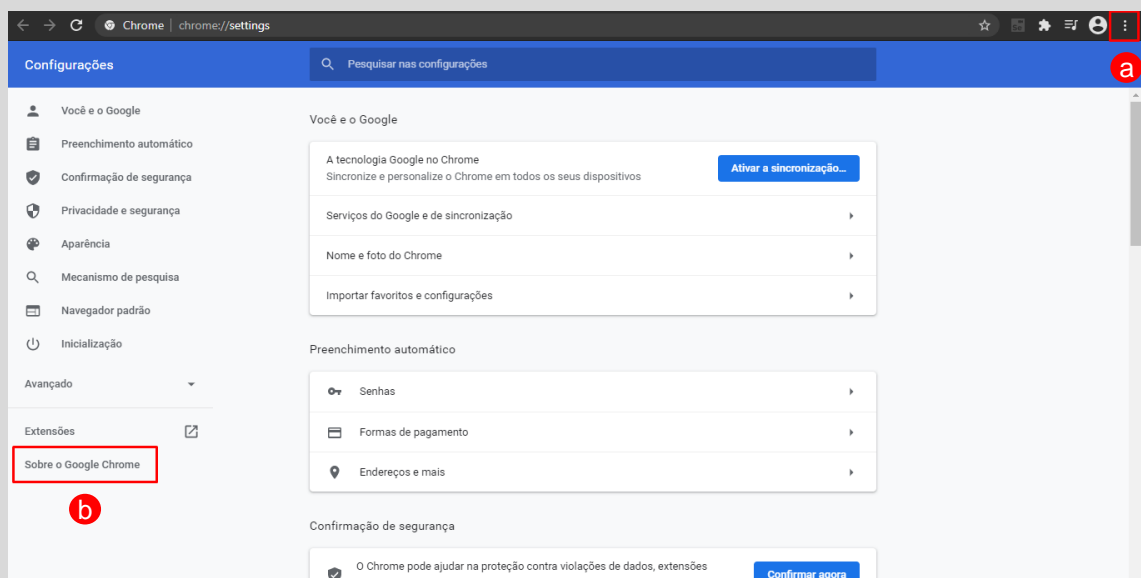 Chrome | chrome://settings
Configurações
Pesquisar nas configurações
a
Você e o Google
Preenchimento automático
Confirmação de segurança
Privacidade e segurança
Aparência
Mecanismo de pesquisa
Navegador padrão
Inicialização
Avançado
Extensões
Sobre o Google Chrome
b
Você e o Google
A tecnologia Google no Chrome
Sincronize e personalize o Chrome em todos os seus dispositivos
Ativar a sincronização...
Serviços do Google e de sincronização
Nome e foto do Chrome
Importar favoritos e configurações
Preenchimento automático
Senhas
Formas de pagamento
Endereços e mais
Confirmação de segurança
O Chrome pode ajudar na proteção contra violações de dados, extensões
Confirmar agora